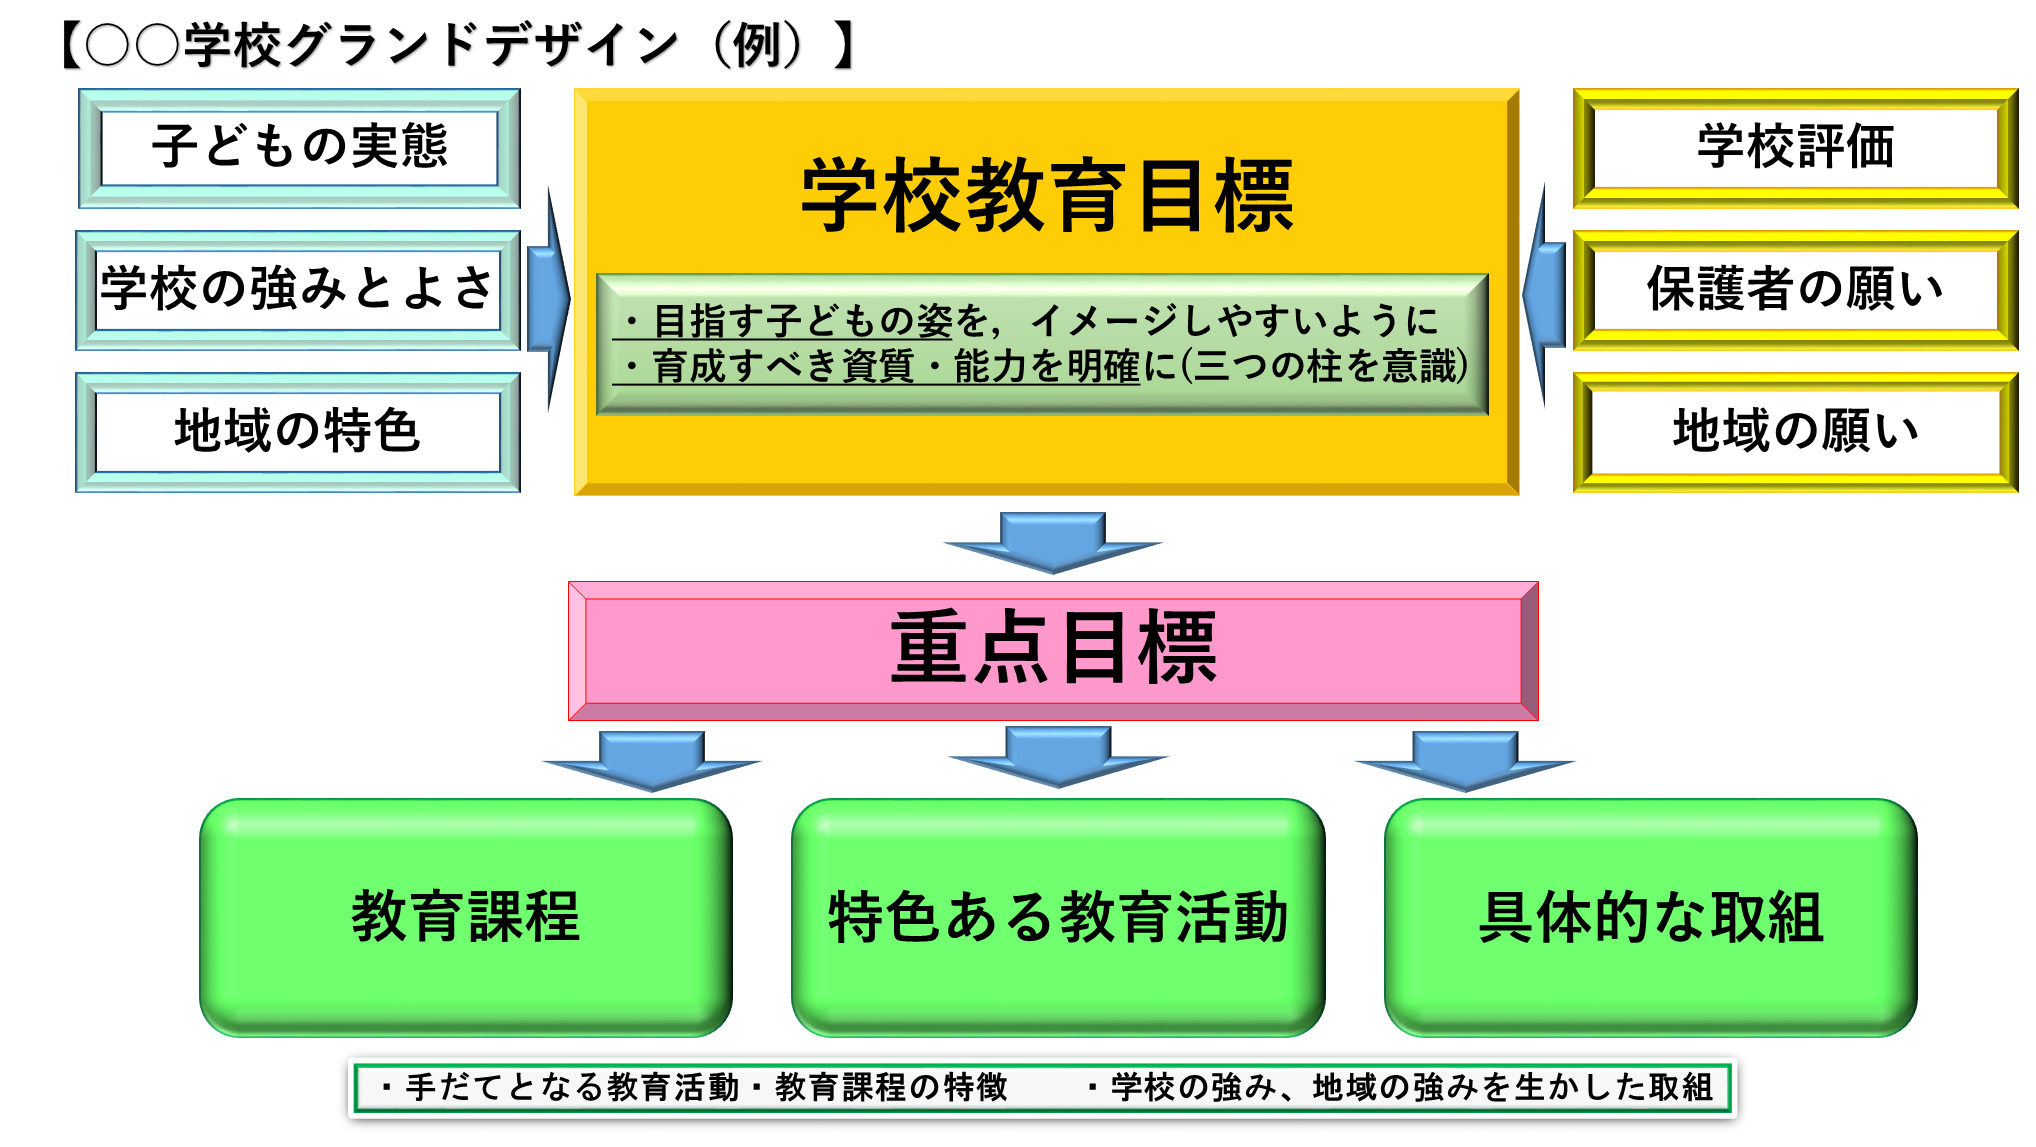 【○○学校グランドデザイン（例）】
子どもの実態
学校の強みとよさ
地域の特色
学校教育目標
・目指す子どもの姿を，イメージしやすいように
・育成すべき資質・能力を明確に(三つの柱を意識)
学校評価
保護者の願い
地域の願い
重点目標
教育課程
特色ある教育活動
具体的な取組
・手だてとなる教育活動・教育課程の特徴　　・学校の強み、地域の強みを生かした取組